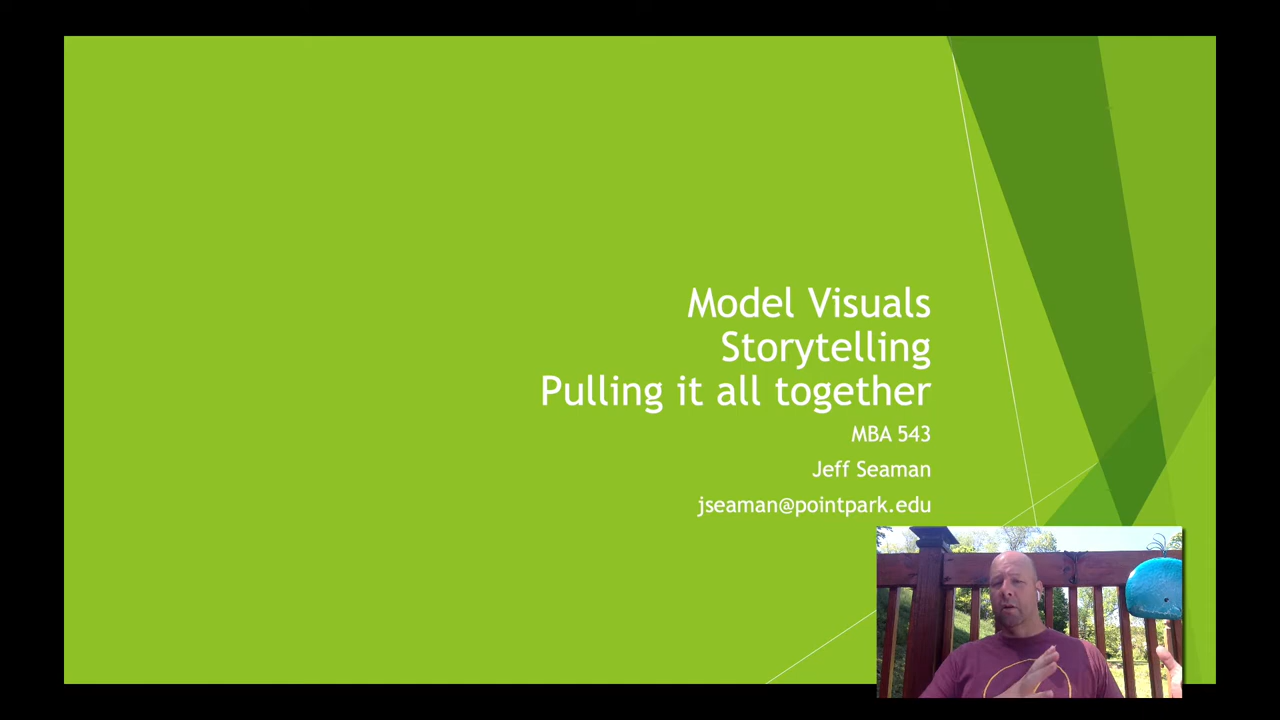 Model Visuals
Storytelling
Pulling it all together
MBA 543
Jeff Seaman
jseaman@pointpark.edu